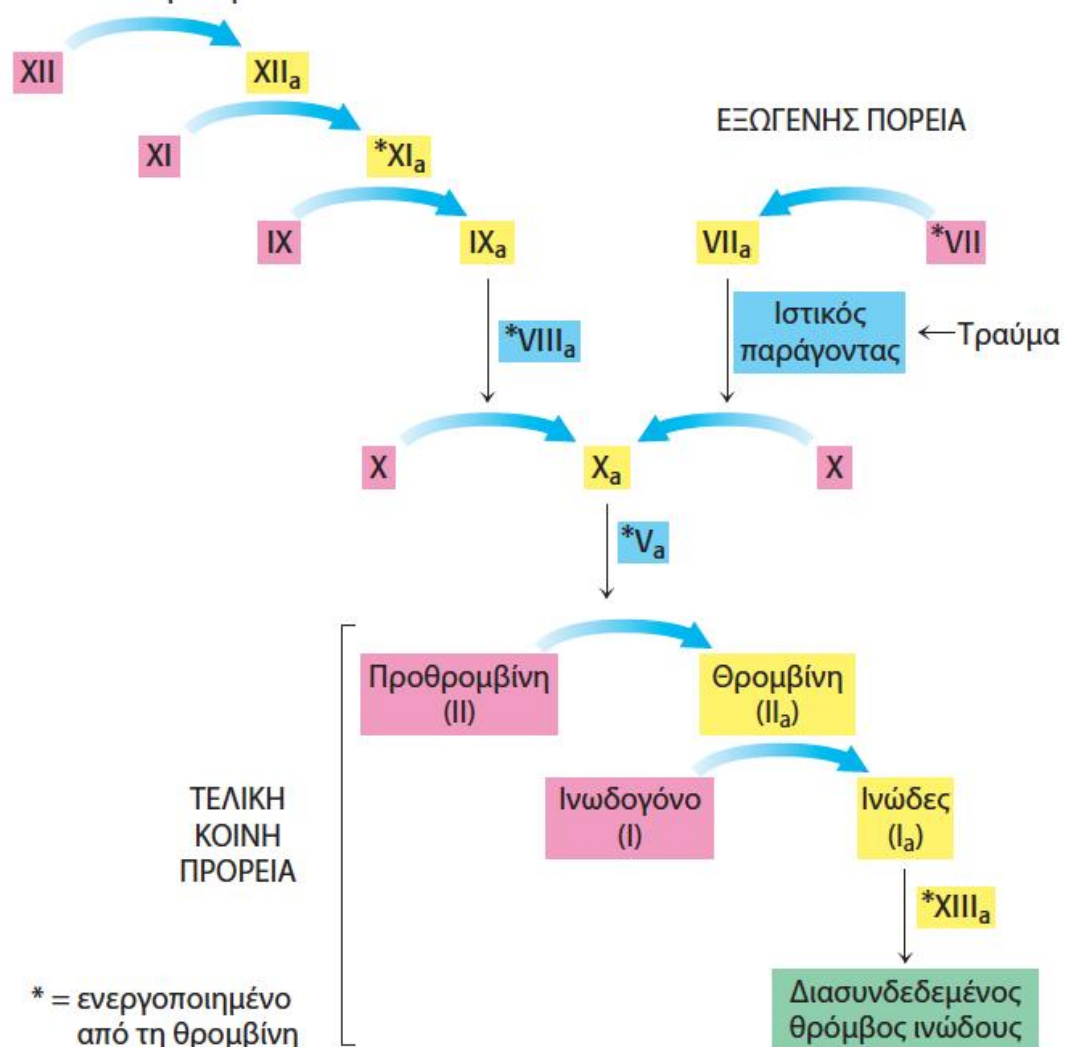 XII
XIIa
ΕΞΩΓΕΝΗΣ ΠΟΡΕΙΑ
XI
*XIa
IX
IXa
VIIa
*VII
*VIIIa
Ιστικός
παράγοντας
Τραύμα
X
Xa
X
*Va
Προθρομβίνη
(II)
Θρομβίνη
(IIa)
Ινωδογόνο
(I)
Ινώδες
(Ia)
ΤΕΛΙΚΗ
ΚΟΙΝΗ
ΠΡΟΡΕΙΑ
*XIIIa
* = ενεργοποιημένο
από τη θρομβίνη
Διασυνδεδεμένος
θρόμβος ινώδους